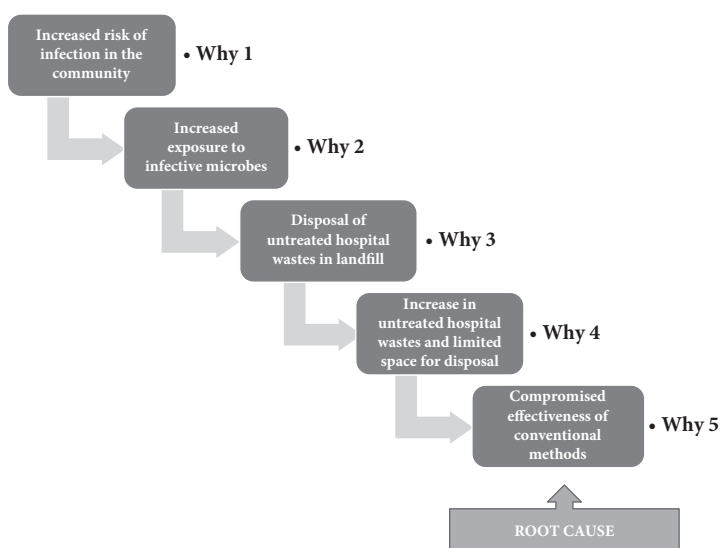 Increased risk of
infection in the
community
• Why 1
Increased
exposure to
infective microbes
• Why 2
Disposal of
untreated hospital
wastes in landfill
• Why 3
Increase in
untreated hospital
wastes and limited
space for disposal
• Why 4
Compromised
effectiveness of
conventional
methods
• Why 5
ROOT CAUSE